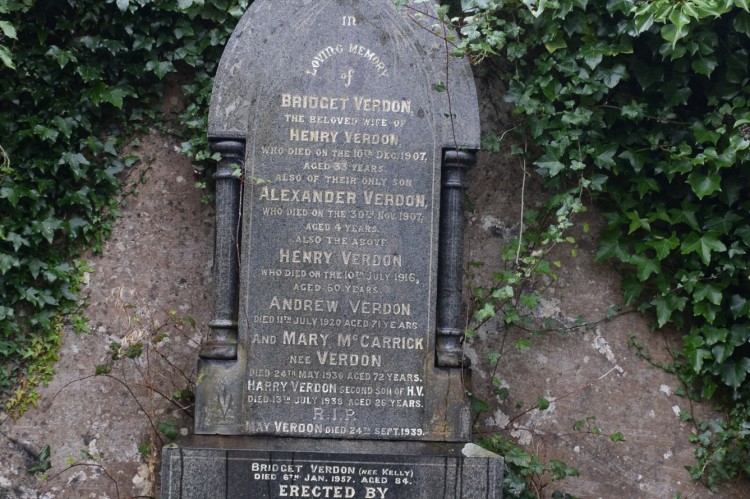 IN
LOVING MEMORY
of
BRIDGET VERDON,
THE BELOVED WIFE OF
HENRY VERDON,
WHO DIED ON THE 10TH DEC. 1907,
AGED 33 YEARS.
ALSO OF THEIR ONLY SON
ALEXANDER VERDON,
WHO DIED ON THE 30TH NOV. 1907,
AGED 4 YEARS.
ALSO THE ABOVE
HENRY VERDON
WHO DIED ON THE 10TH JULY 1916,
AGED 60 YEARS.
ANDREW VERDON
DIED 11TH JULY 1920 AGED 71 YEARS
AND MARY MCCARRICK
NEE VERDON
DIED 24TH MAY 1936 AGED 72 YEARS.
HARRY VERDON SECOND SON OF H.V.
DIED 13TH JULY 1938 AGED 26 YEARS.
R.I.P.
MAY VERDON DIED 24TH SEPT. 1939.
BRIDGET VERDON (NEE KELLY)
DIED 6TH JAN. 1957. AGED 84.
ERECTED BY